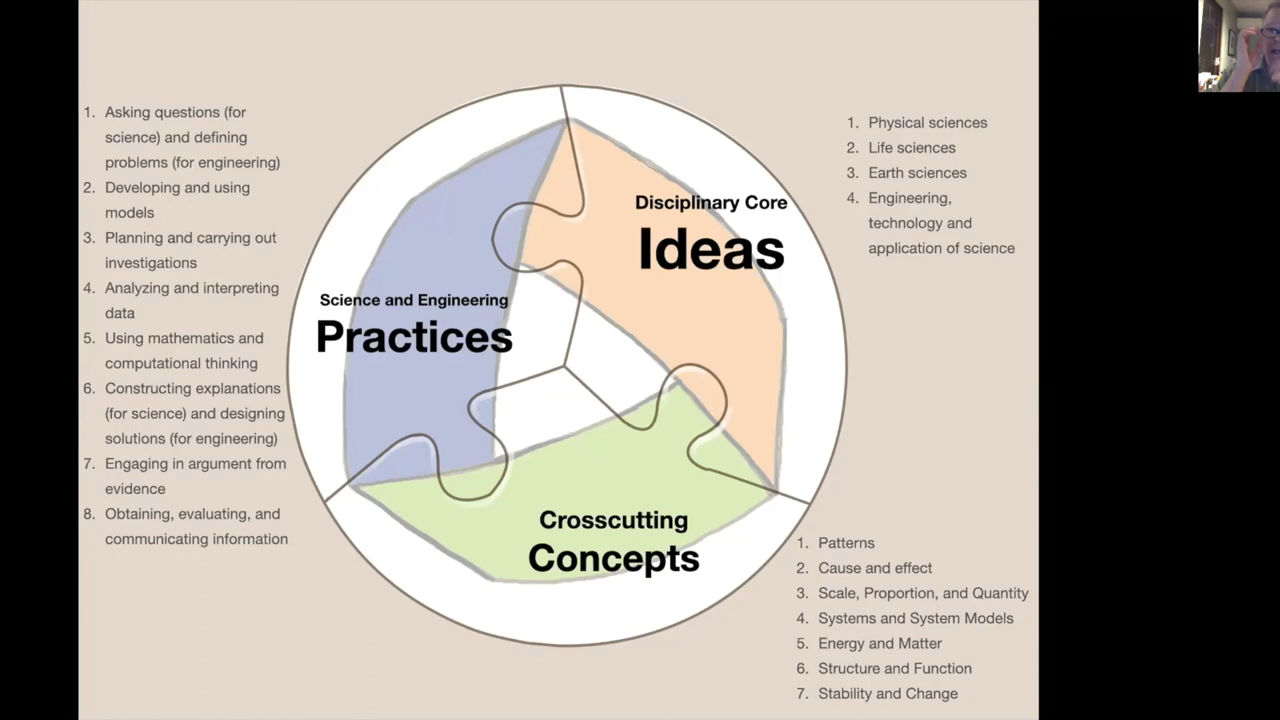 1. Asking questions (for
science) and defining
problems (for engineering)
2. Developing and using
models
3. Planning and carrying out
investigations
4. Analyzing and interpreting
data
5. Using mathematics and
computational thinking
6. Constructing explanations
(for science) and designing
solutions (for engineering)
7. Engaging in argument from
evidence
8. Obtaining, evaluating, and
communicating information
Science and Engineering
Practices
Disciplinary Core
Ideas
Crosscutting
Concepts
1. Physical sciences
2. Life sciences
3. Earth sciences
4. Engineering,
technology and
application of science
1. Patterns
2. Cause and effect
3. Scale, Proportion, and Quantity
4. Systems and System Models
5. Energy and Matter
6. Structure and Function
7. Stability and Change